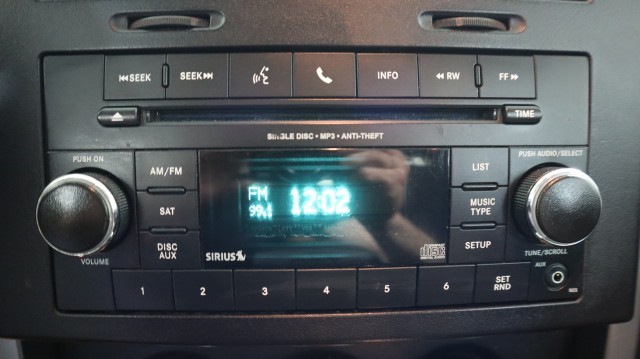 SEEK SEEK INFO RW FF
TIME
SINGLE DISC • MP3 • ANTI-THEFT
PUSH ON
PUSH AUDIO/SELECT
AM/FM
LIST
FM
12:02
99.1
SAT
MUSIC
TYPE
DISC
AUX
SIRIUS
SETUP
VOLUME
TUNE/SCROLL
AUX
1 2 3 4 5 6 SET
RND